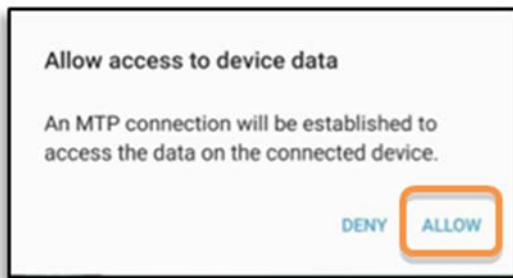 Allow access to device data
An MTP connection will be established to
access the data on the connected device.
DENY ALLOW